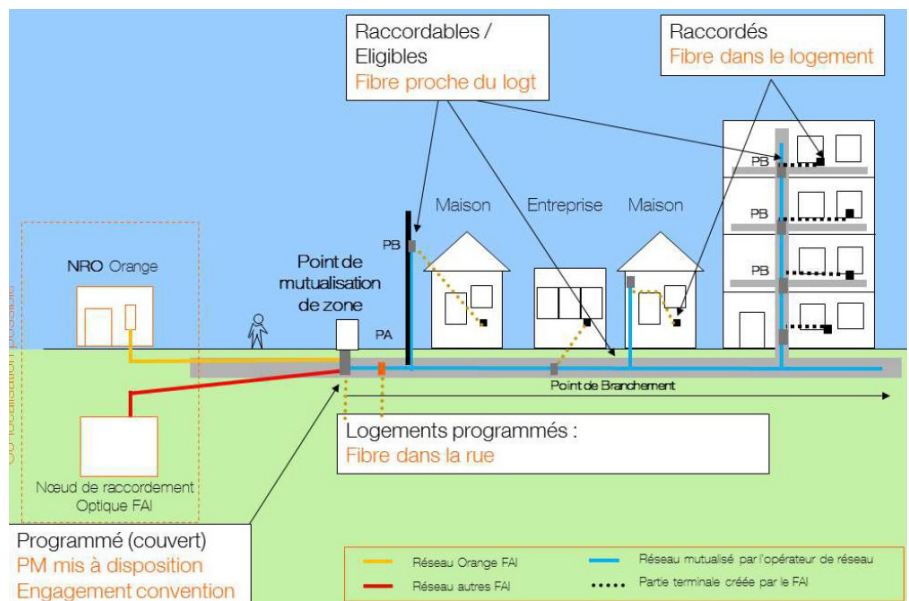 Raccordables /
Eligibles
Fibre proche du logt
Raccordés
Fibre dans le logement
Maison
Entreprise
Maison
PB
PB
PB
PB
NRO Orange
Point de
mutualisation
de zone
PA
Point de Branchement
Logements programmés :
Fibre dans la rue
Nœud de raccordement
Optique FAI
Programmé (couvert)
PM mis à disposition
Engagement convention
Réseau Orange FAI
Réseau autres FAI
Réseau mutualisé par l'opérateur de réseau
Partie terminale créée par le FAI